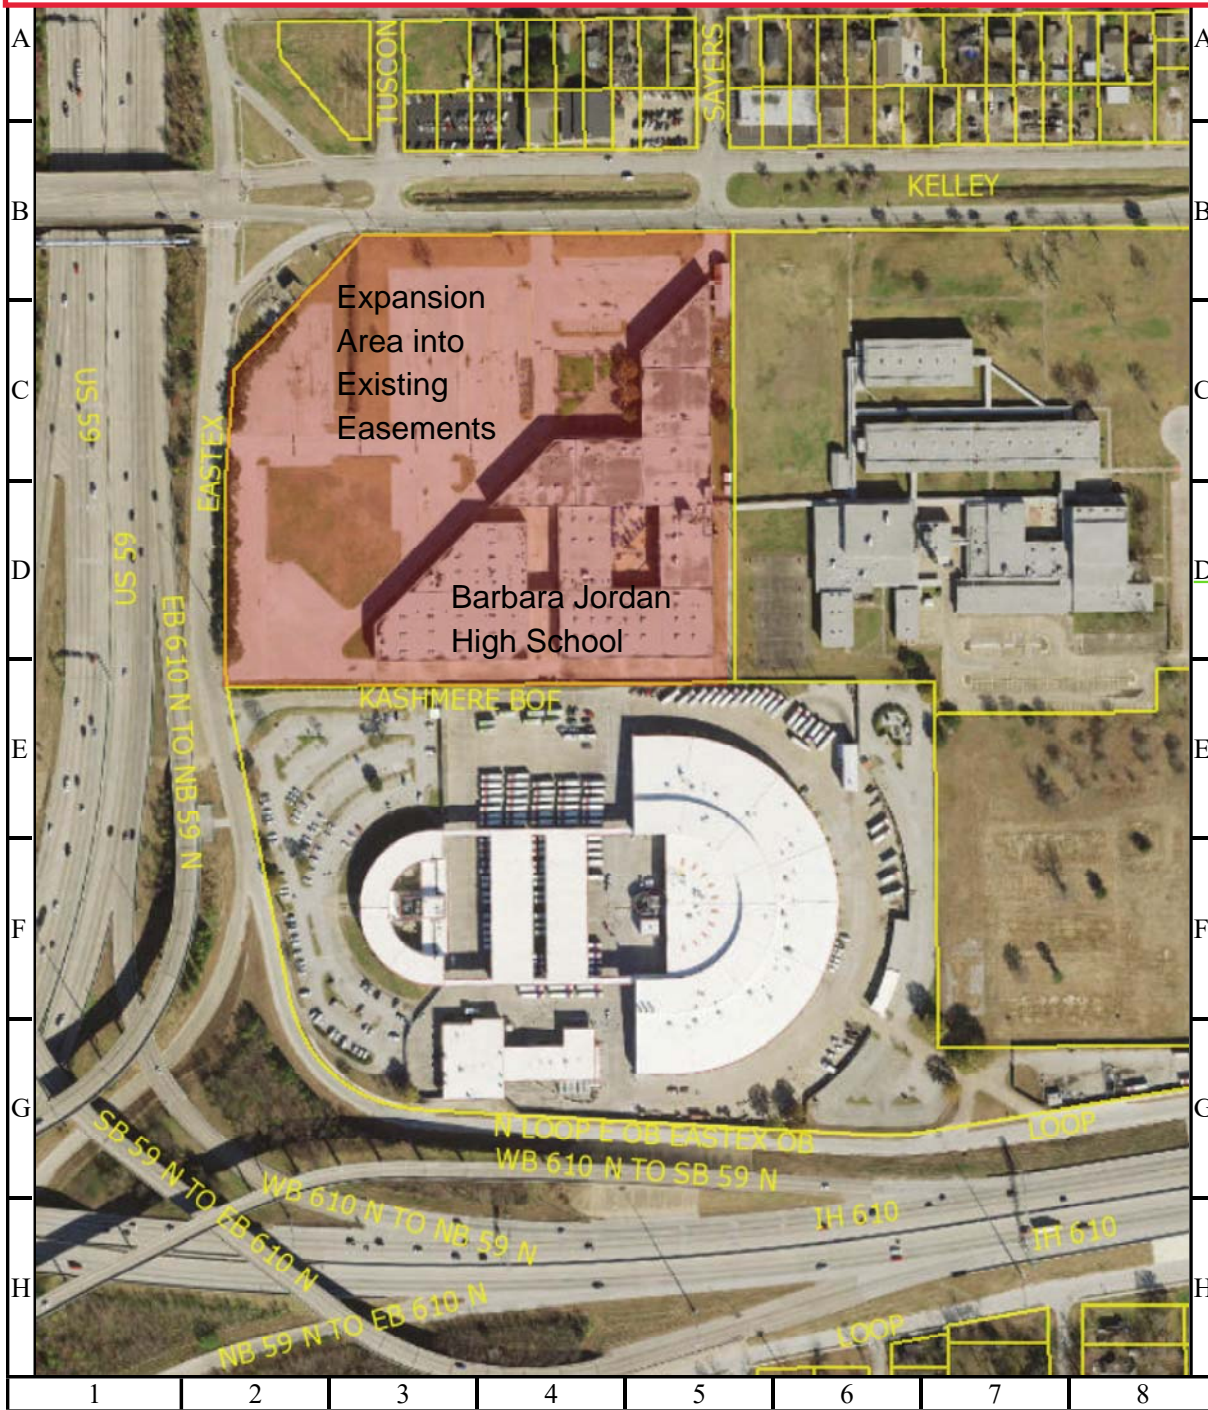 A
A
TUSCON
SAYERS
B
KELLEY
B
Expansion
Area into
Existing
Easements
C
US 59
C
EASTEX
D
US 59
D
Barbara Jordan
High School
EB 610 N TO NB 59 N
KASHMERE BOF
E
E
F
F
G
G
SB 59 N TO EB 610 N
N LOOP E OB EASTEX OB
LOOP
WB 610 N TO SB 59 N
WB 610 N TO NB 59 N
IH 610
IH 610
H
H
NB 59 N TO EB 610 N
LOOP
1 2 3 4 5 6 7 8